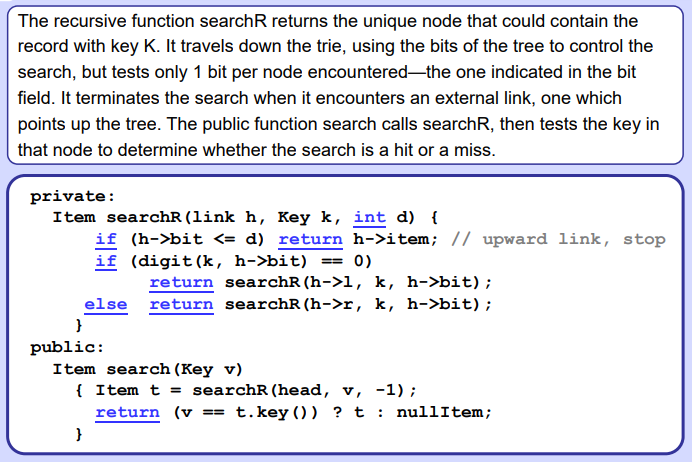 The recursive function searchR returns the unique node that could contain the
record with key K. It travels down the trie, using the bits of the tree to control the
search, but tests only 1 bit per node encountered—the one indicated in the bit
field. It terminates the search when it encounters an external link, one which
points up the tree. The public function search calls searchR, then tests the key in
that node to determine whether the search is a hit or a miss.
private:
Item searchR(link h, Key k, int d) {
if (h->bit <= d) return h->item; // upward link, stop
if (digit(k, h->bit) == 0)
return searchR(h->l, k, h->bit);
else return searchR(h->r, k, h->bit);
}
public:
Item search(Key v)
{ Item t = searchR(head, v, -1);
return (v == t.key()) ? t : nullItem;
}